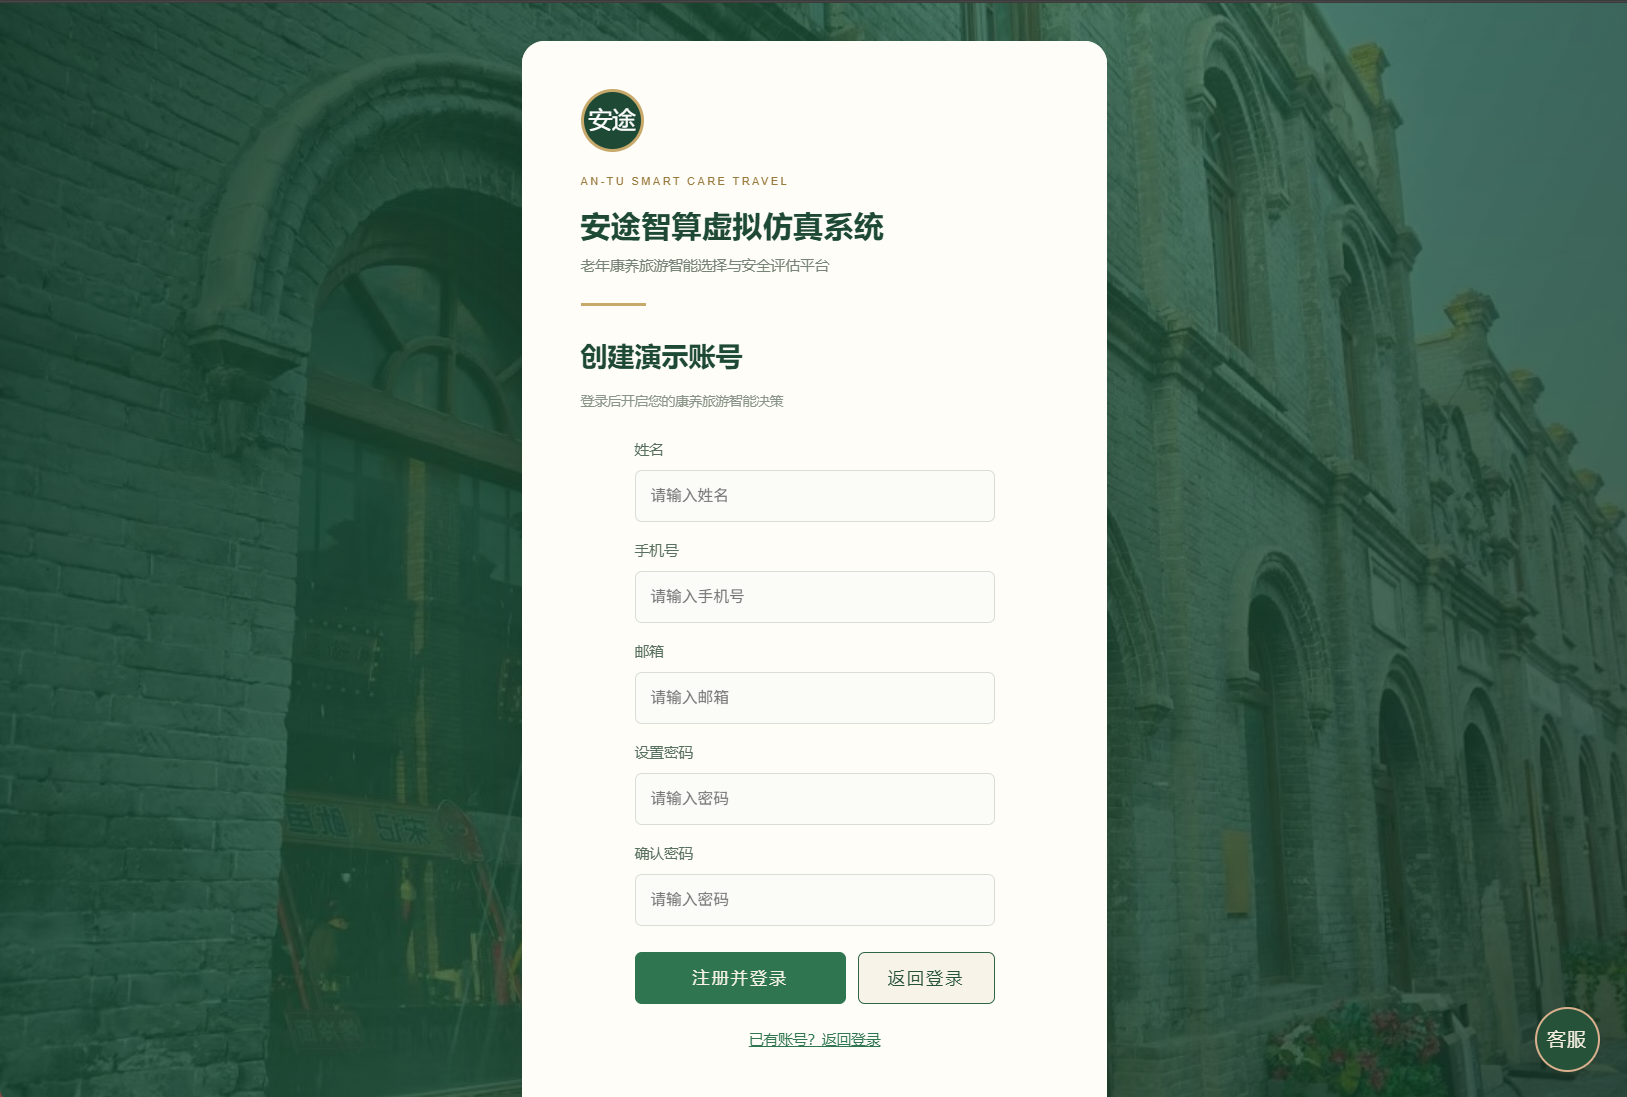 安途
AN-TU SMART CARE TRAVEL
安途智算虚拟仿真系统
老年康养旅游智能选择与安全评估平台
创建演示账号
登录后开启您的康养旅游智能决策
姓名
请输入姓名
手机号
请输入手机号
邮箱
请输入邮箱
设置密码
请输入密码
确认密码
请输入密码
注册并登录 返回登录
已有账号？返回登录
客服